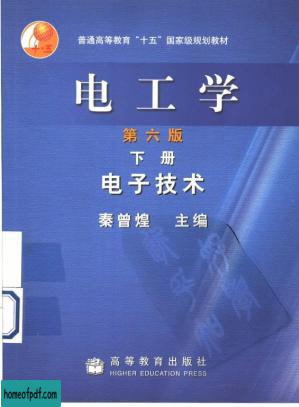 普通高等教育“十五”国家级规划教材
十·五
电工学
第六版
下册
电子技术
秦曾煌 主编
高等教育出版社
HIGHER EDUCATION PRESS
homeofpdf.com